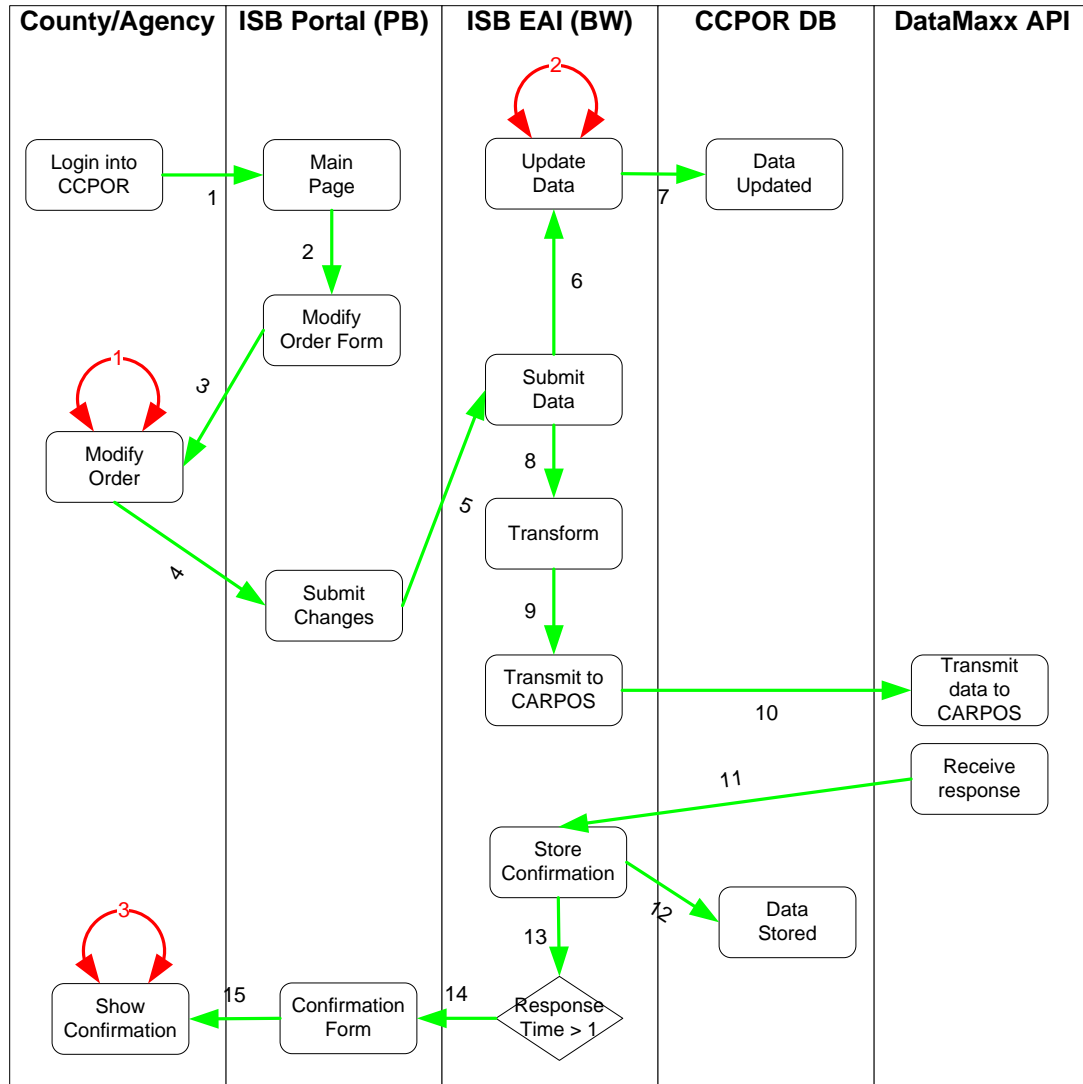 County/Agency
ISB Portal (PB)
ISB EAI (BW)
CCPOR DB
DataMaxx API
2
Login into
CCPOR
1
Main
Page
Update
Data
7
Data
Updated
2
6
Modify
Order Form
1
3
Submit
Data
Modify
Order
8
5
Transform
4
Submit
Changes
9
Transmit to
CARPOS
10
Transmit
data to
CARPOS
11
Receive
response
Store
Confirmation
12
Data
Stored
3
13
Show
Confirmation
15
Confirmation
Form
14
Response
Time > 1